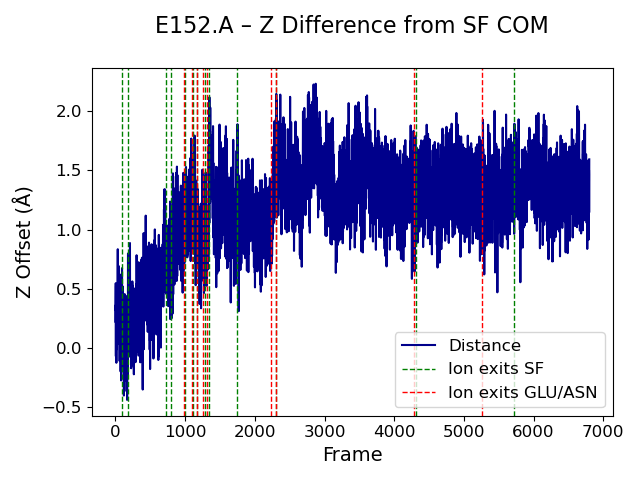 E152.A – Z Difference from SF COM
Z Offset (Å)
2.0
1.5
1.0
0.5
0.0
−0.5
Distance
Ion exits SF
Ion exits GLU/ASN
0 1000 2000 3000 4000 5000 6000 7000
Frame